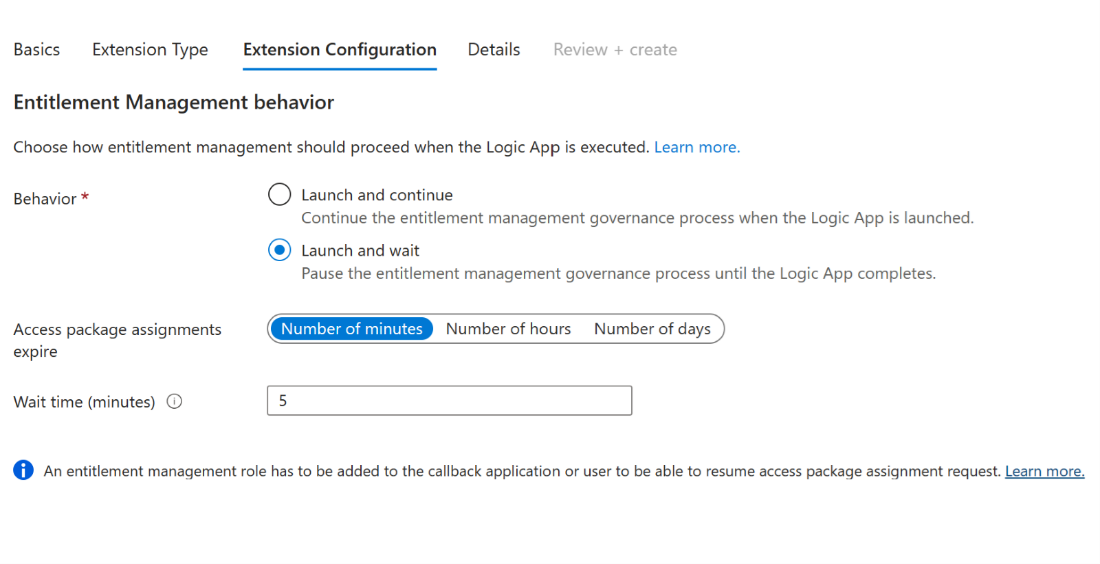 Basics Extension Type Extension Configuration Details Review + create
Entitlement Management behavior
Choose how entitlement management should proceed when the Logic App is executed. Learn more.
Behavior *
Launch and continue
Continue the entitlement management governance process when the Logic App is launched.
Launch and wait
Pause the entitlement management governance process until the Logic App completes.
Access package assignments
expire
Number of minutes Number of hours Number of days
Wait time (minutes)
5
An entitlement management role has to be added to the callback application or user to be able to resume access package assignment request. Learn more.